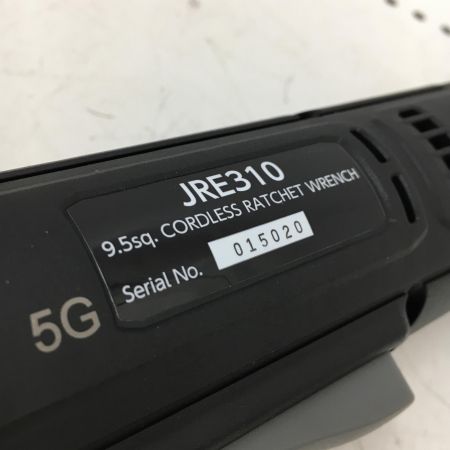 JRE310
9.5sq. CORDLESS RATCHET WRENCH
Serial No. 015020
5G